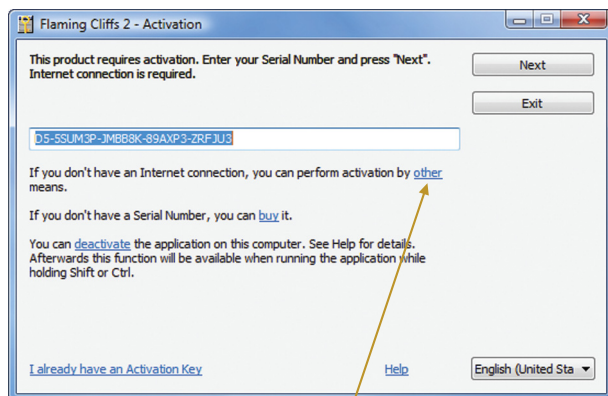 Flaming Cliffs 2 - Activation
This product requires activation. Enter your Serial Number and press "Next".
Internet connection is required.
Next
Exit
D5-5SUM3P-JMBB8K-89AXP3-ZRFJU3
If you don't have an Internet connection, you can perform activation by other
means.
If you don't have a Serial Number, you can buy it.
You can deactivate the application on this computer. See Help for details.
Afterwards this function will be available when running the application while
holding Shift or Ctrl.
I already have an Activation Key
Help
English (United Sta